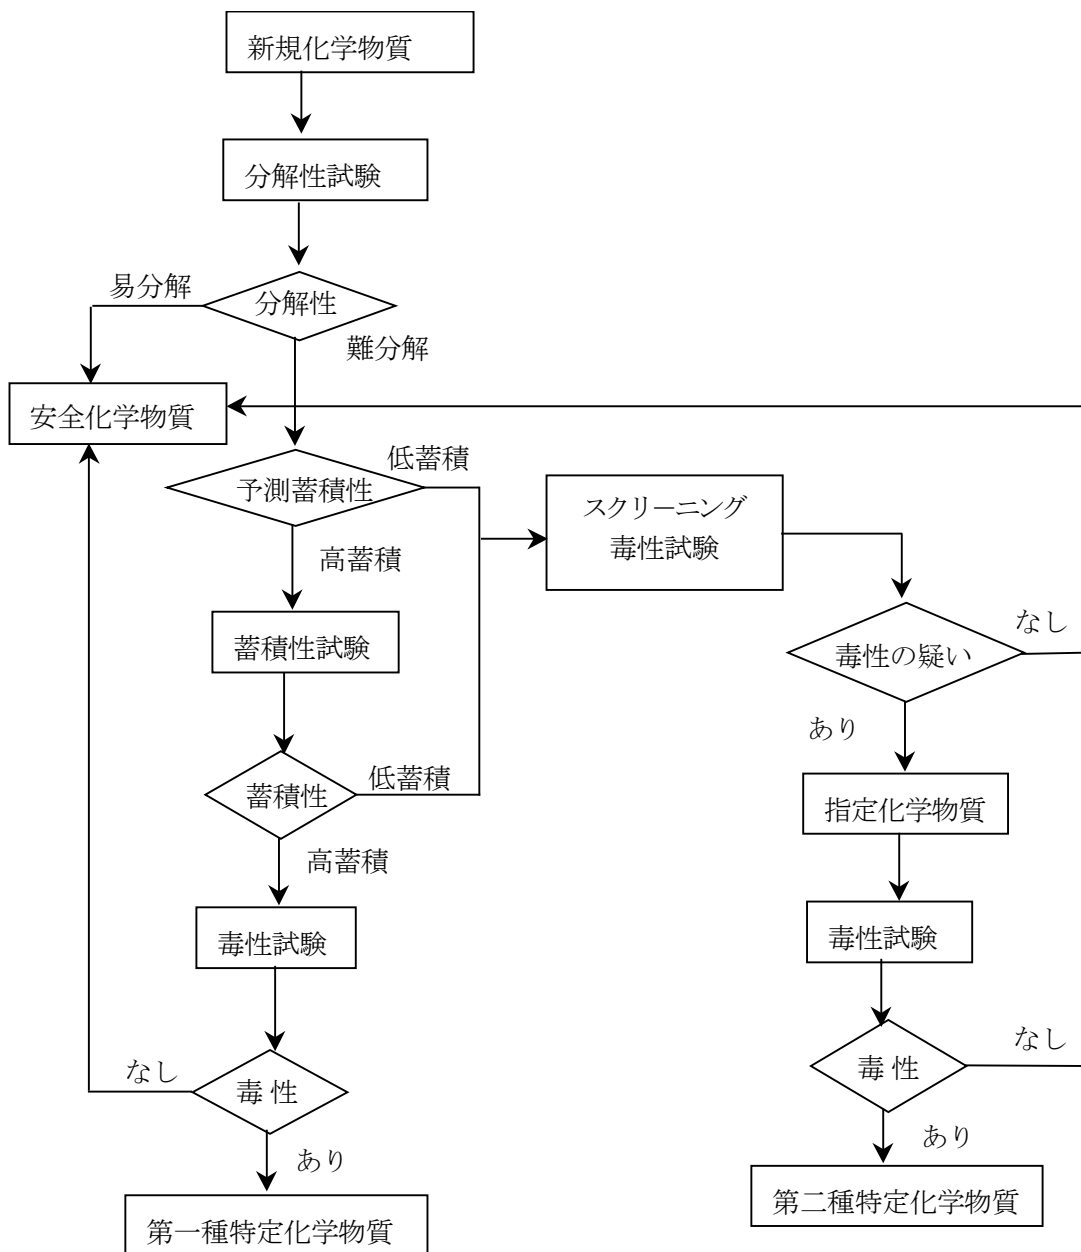 新規化学物質
分解性試験
易分解
分解性
難分解
安全化学物質
低蓄積
予測蓄積性
スクリーニング
毒性試験
高蓄積
なし
蓄積性試験
毒性の疑い
あり
低蓄積
蓄積性
指定化学物質
高蓄積
毒性試験
毒性試験
なし
なし
毒 性
毒 性
あり
あり
第一種特定化学物質
第二種特定化学物質